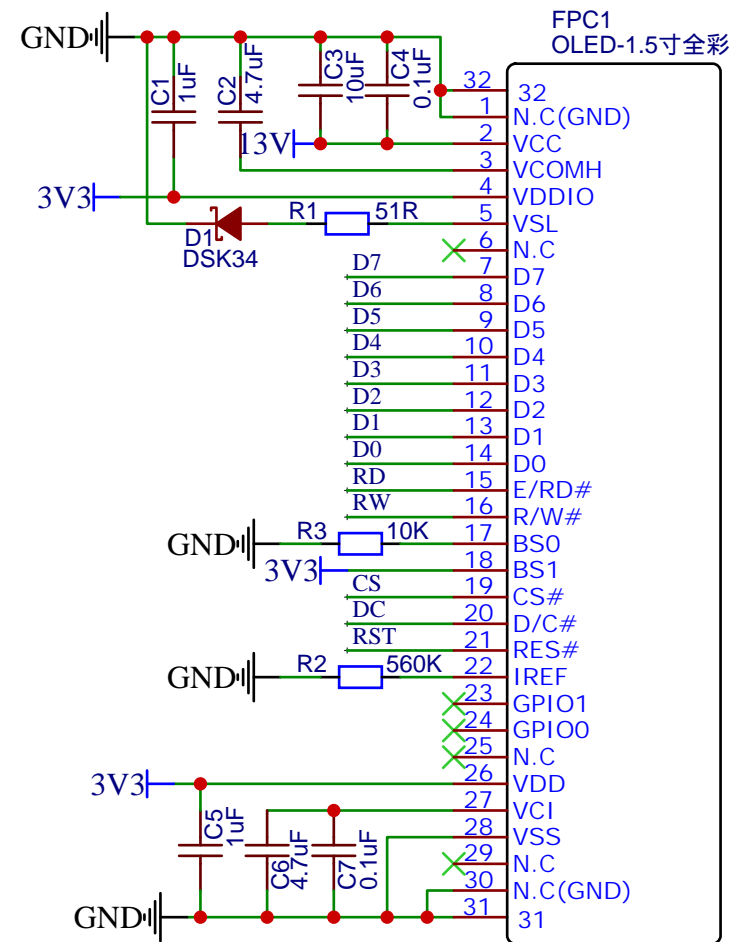 FPC1
OLED-1.5寸全彩
GND
C1
1uF
C2
4.7uF
C3
10uF
C4
0.1uF
32 32
1 N.C(GND)
13V 2 VCC
3 VCOMH
3V3 4 VDDIO
D1
DSK34
R1 51R 5 VSL
6 N.C
D7 7 D7
D6 8 D6
D5 9 D5
D4 10 D4
D3 11 D3
D2 12 D2
D1 13 D1
D0 14 D0
RD 15 E/RD#
RW 16 R/W#
GND R3 10K 17 BS0
3V3 18 BS1
CS 19 CS#
DC 20 D/C#
RST 21 RES#
GND R2 560K 22 IREF
23 GPIO1
24 GPIO0
25 N.C
3V3 26 VDD
27 VCI
28 VSS
29 N.C
30 N.C(GND)
31 31
C5
1uF
C6
4.7uF
C7
0.1uF
GND